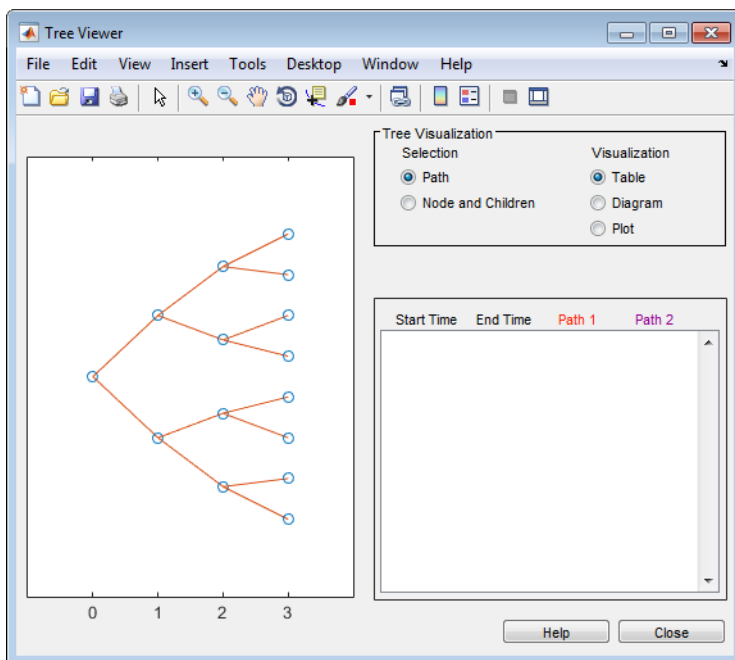 Tree Viewer
File Edit View Insert Tools Desktop Window Help
Tree Visualization
Selection Visualization
Path Table
Node and Children Diagram
Plot
Start Time End Time Path 1 Path 2
0 1 2 3
Help Close